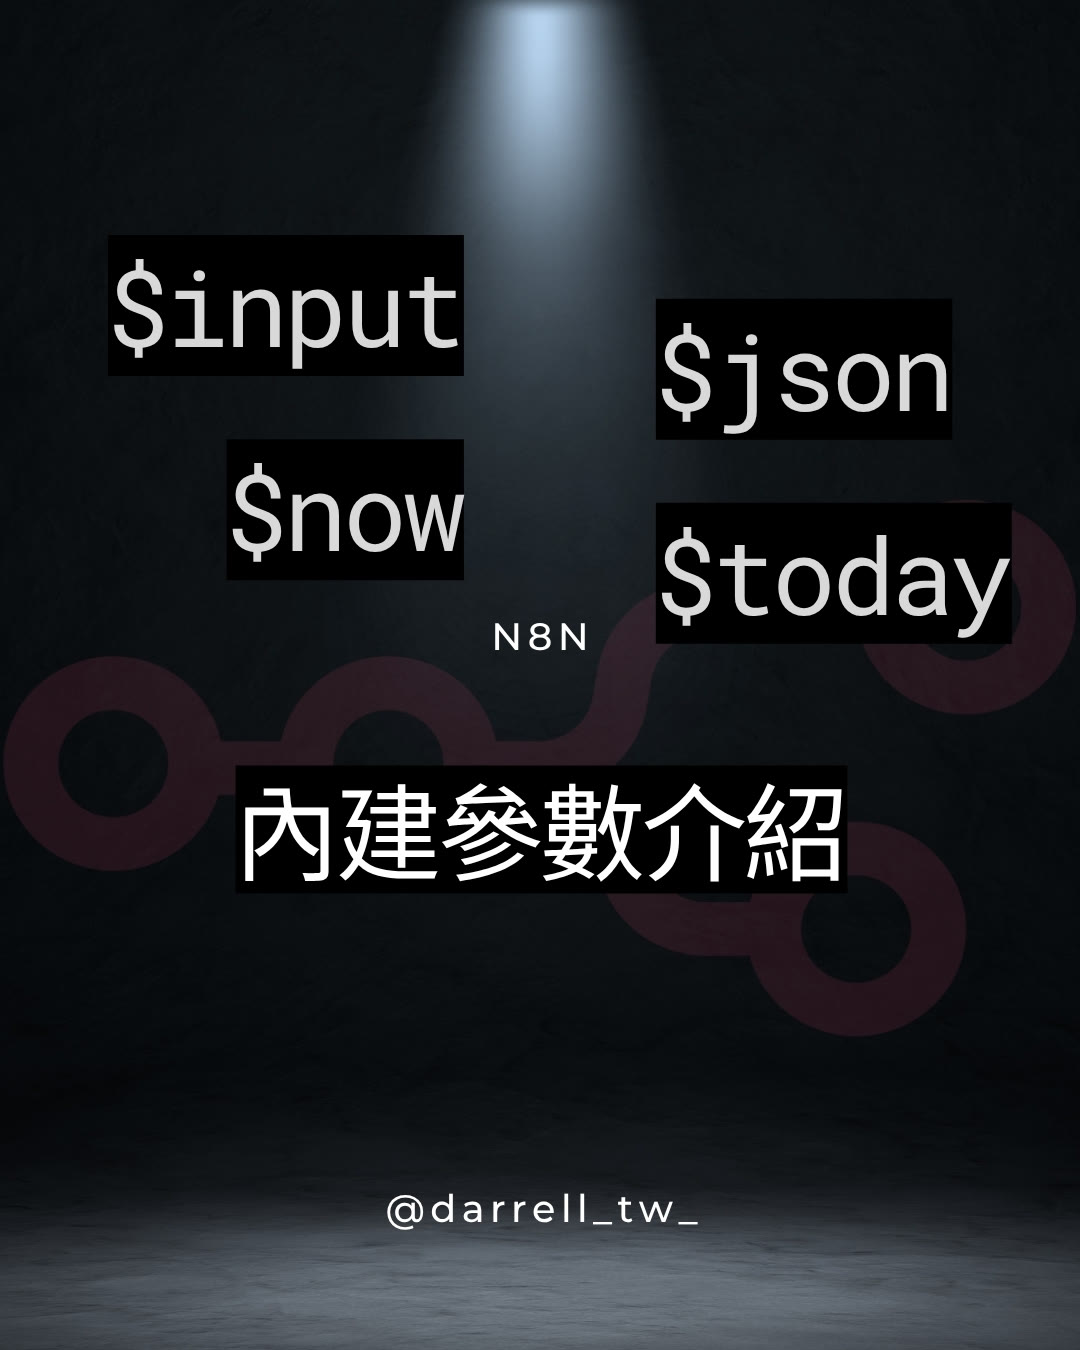 $input
$json
$now
$today
N8N
內建參數介紹
@darrell_tw_